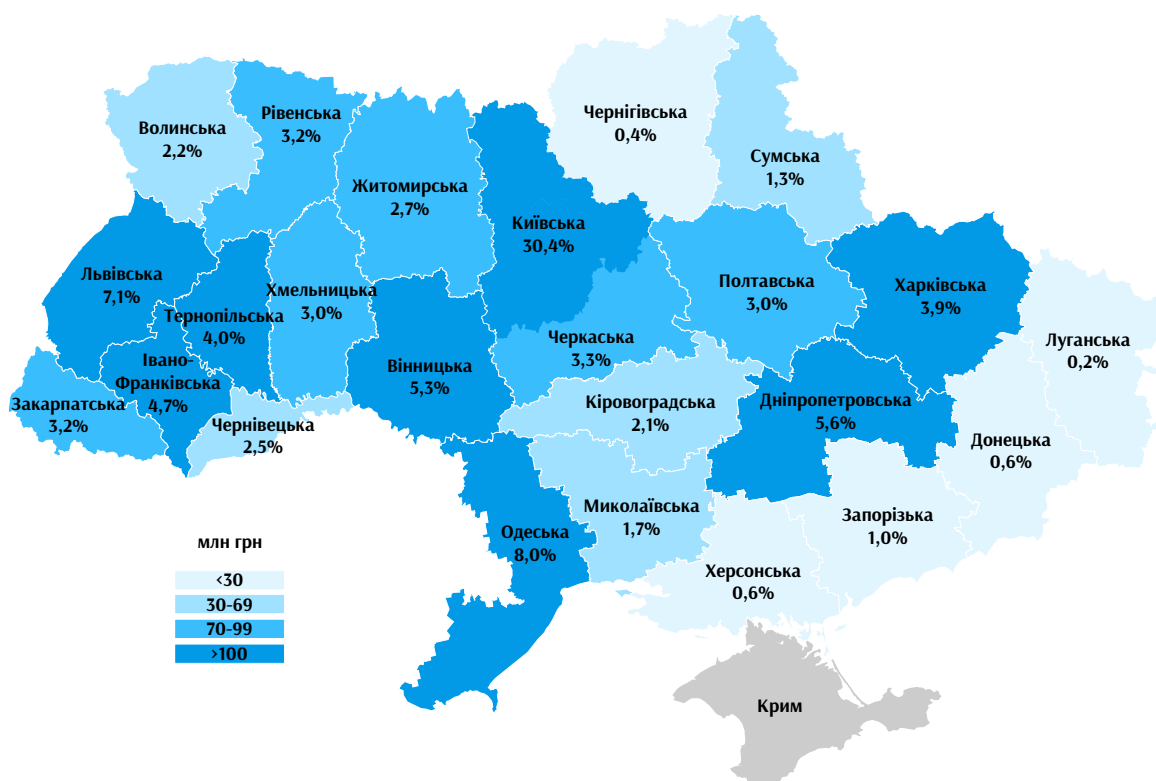 Волинська
2,2%
Рівенська
3,2%
Житомирська
2,7%
Київська
30,4%
Чернігівська
0,4%
Сумська
1,3%
Львівська
7,1%
Тернопільська
4,0%
Хмельницька
3,0%
Івано-
Франківська
4,7%
Закарпатська
3,2%
Чернівецька
2,5%
Вінницька
5,3%
Черкаська
3,3%
Полтавська
3,0%
Харківська
3,9%
Луганська
0,2%
Кіровоградська
2,1%
Дніпропетровська
5,6%
Донецька
0,6%
Одеська
8,0%
Миколаївська
1,7%
Запорізька
1,0%
Херсонська
0,6%
Крим
млн грн
<30
30-69
70-99
>100